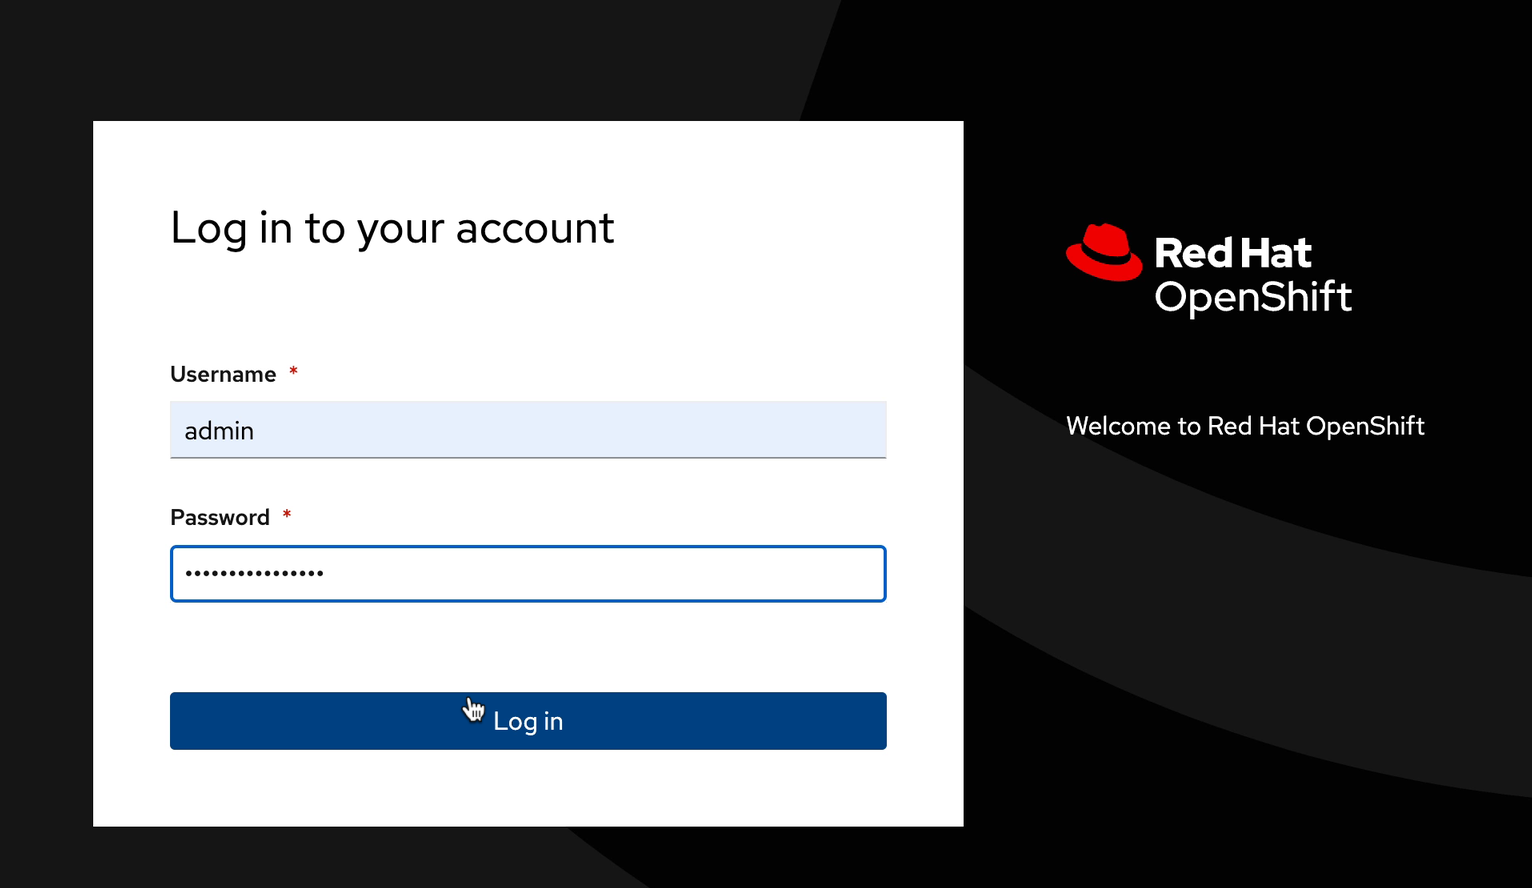 Log in to your account
Username *
admin
Password *
••••••••••••••••
Log in
Red Hat
OpenShift
Welcome to Red Hat OpenShift